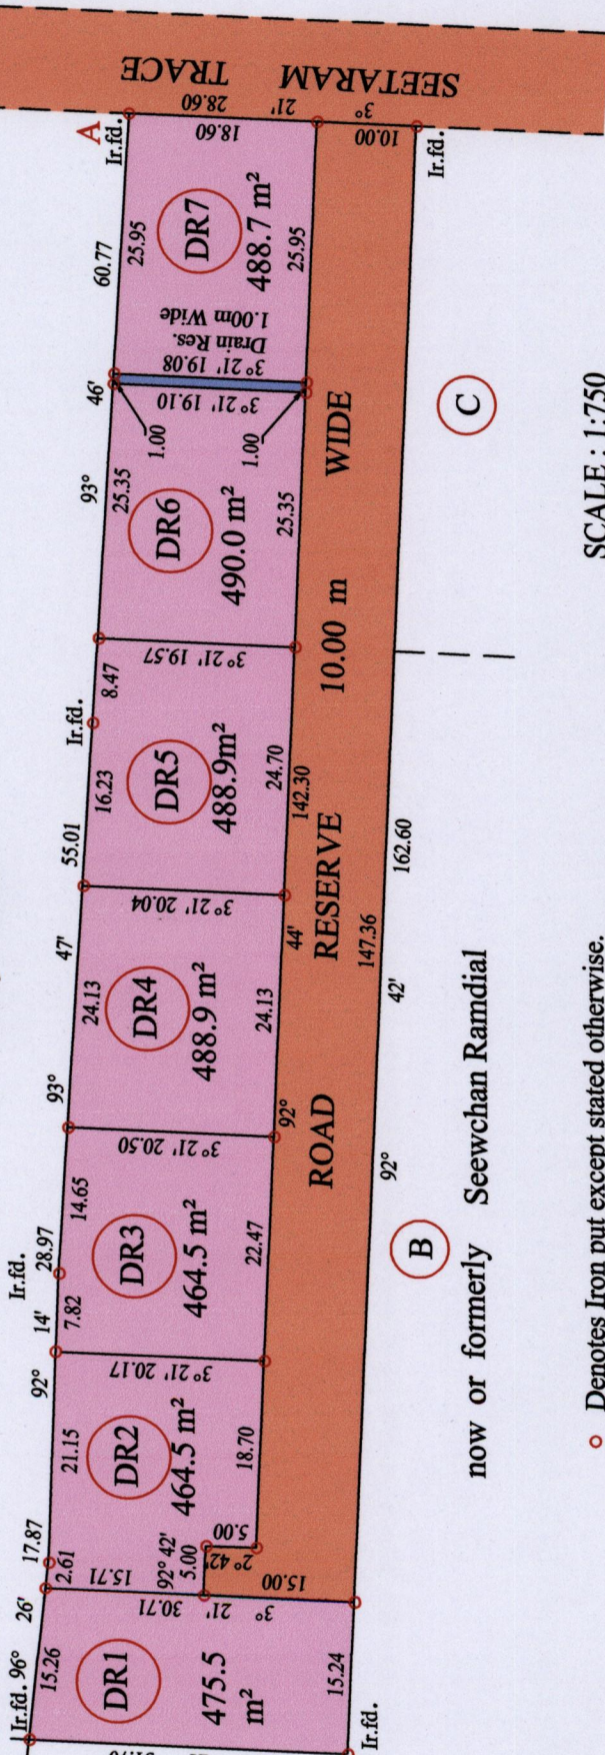 SEETARAM TRACE
3° 21' 28.60
10.00
18.60
Ir.fd.
A
Ir.fd.
60.77
25.95
DR7
488.7 m²
25.95
Drain Res.
1.00m Wide
3° 21' 19.08
3° 21' 19.10
1.00
1.00
93° 46'
25.35
DR6
490.0 m²
25.35
3° 21' 19.57
8.47
Ir.fd.
16.23
DR5
488.9m²
24.70
142.30
55.01
3° 21' 20.04
93° 47'
24.13
DR4
488.9 m²
24.13
92° 44'
3° 21' 20.50
14.65
28.97
Ir.fd.
7.82
DR3
464.5 m²
22.47
92° 14'
3° 21' 20.17
21.15
DR2
464.5 m²
18.70
17.87
2.61
15.71
92° 42'
5.00
5.00
2° 42'
15.00
3° 21' 30.71
96° 26'
Ir.fd.
15.26
DR1
475.5
m²
15.24
Ir.fd.
ROAD RESERVE 10.00 m WIDE
147.36
92° 42' 162.60
B
C
now or formerly Seewchan Ramdial
Denotes Iron put except stated otherwise.
SCALE : 1:750